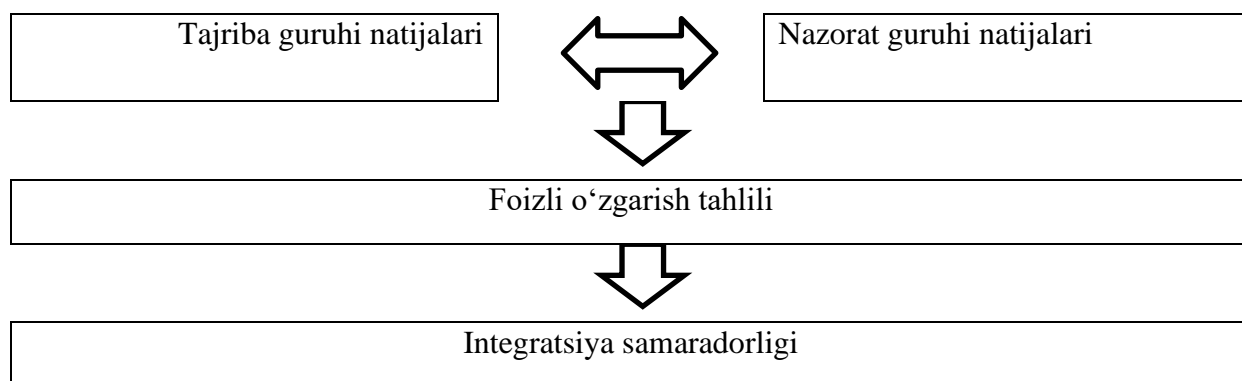 Tajriba guruhi natijalari
Nazorat guruhi natijalari
Foizli o‘zgarish tahlili
Integratsiya samaradorligi